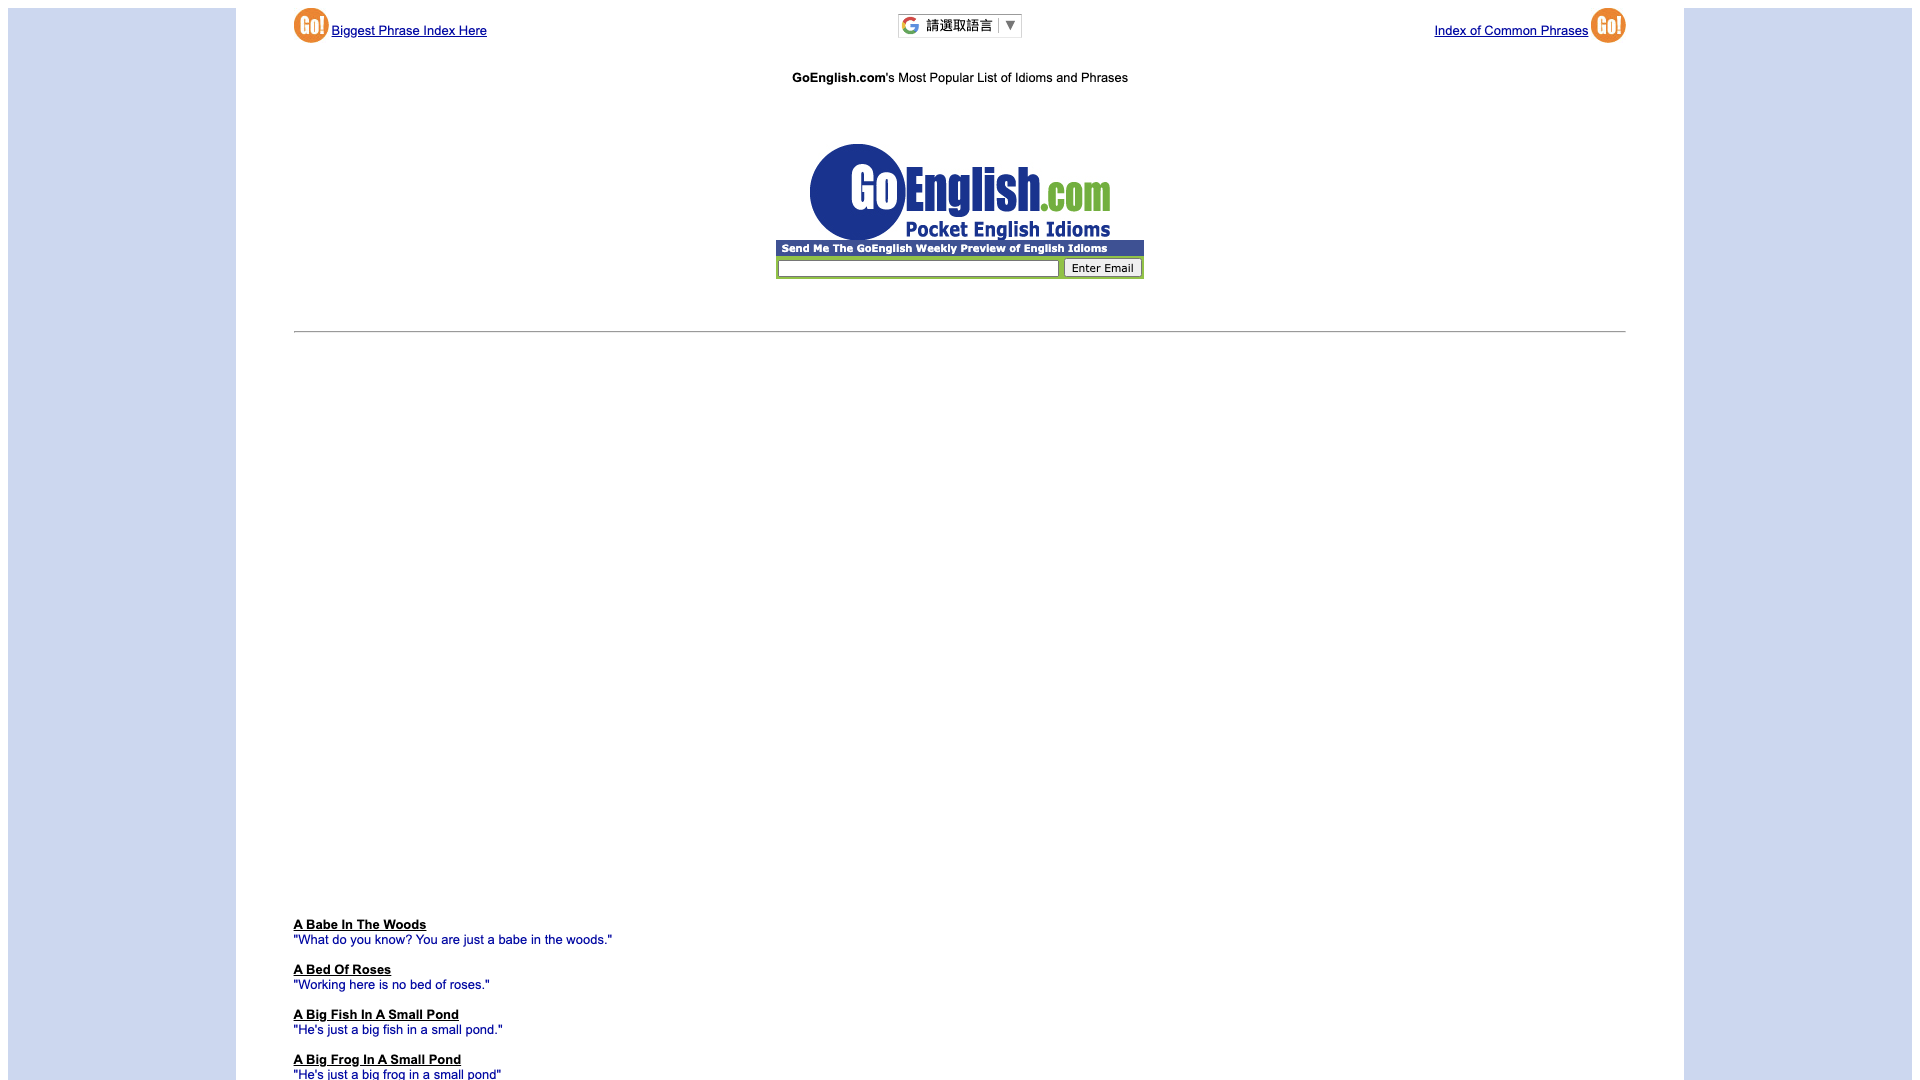 Go! Biggest Phrase Index Here
請選取語言 ▼
Index of Common Phrases Go!
GoEnglish.com's Most Popular List of Idioms and Phrases
GoEnglish.com
Pocket English Idioms
Send Me The GoEnglish Weekly Preview of English Idioms
Enter Email
A Babe In The Woods
"What do you know? You are just a babe in the woods."
A Bed Of Roses
"Working here is no bed of roses."
A Big Fish In A Small Pond
"He's just a big fish in a small pond."
A Big Frog In A Small Pond
"He's just a big frog in a small pond"